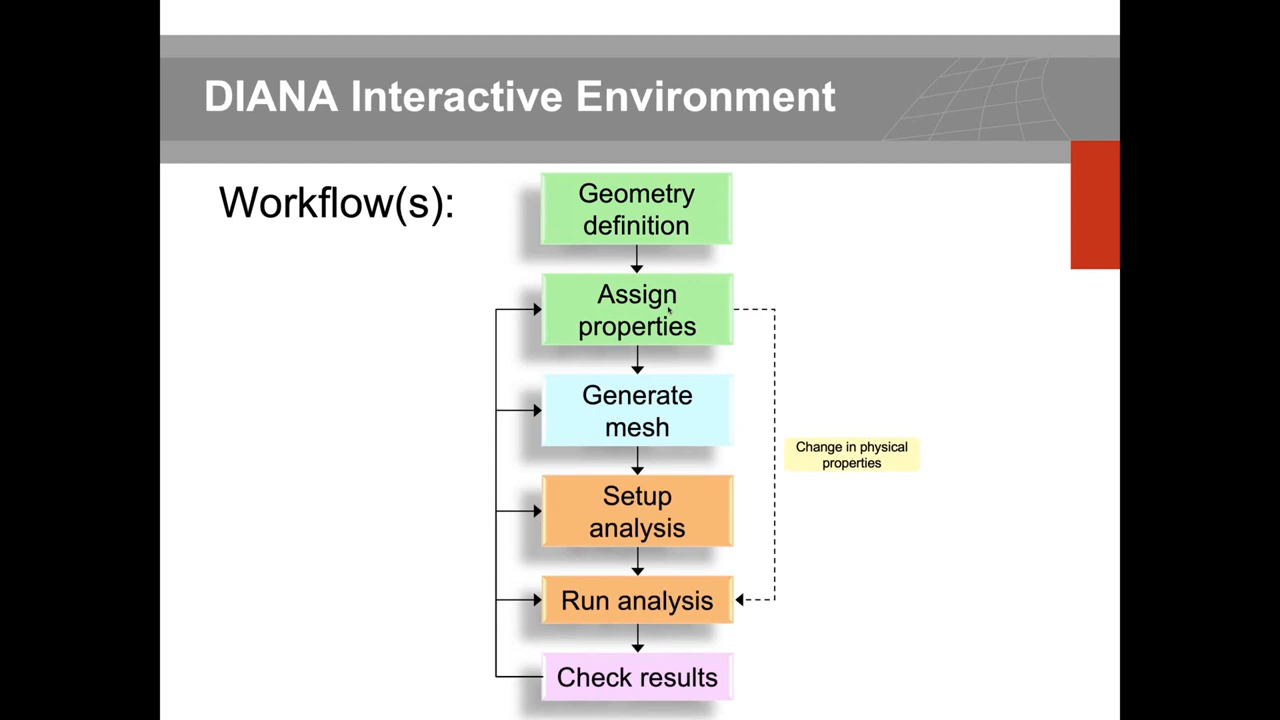 DIANA Interactive Environment
Workflow(s):
Geometry
definition
Assign
properties
Generate
mesh
Change in physical
properties
Setup
analysis
Run analysis
Check results